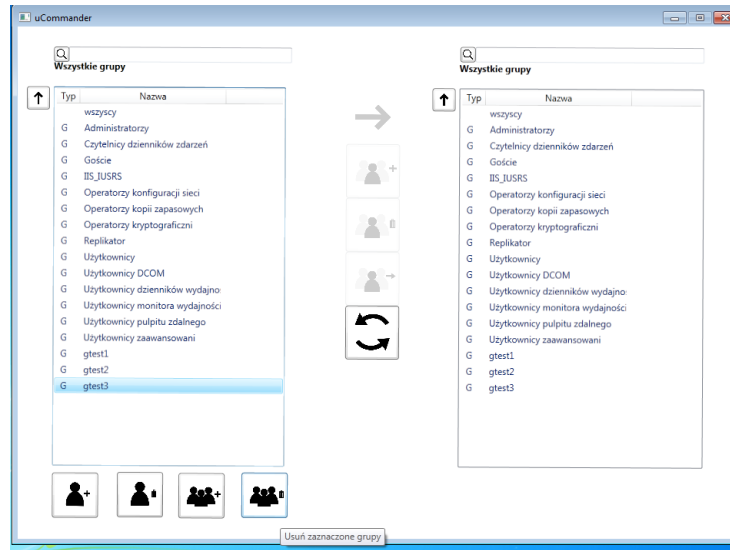 uCommander
Wszystkie grupy
Typ Nazwa
wszyscy
G Administratorzy
G Czytelnicy dzienników zdarzeń
G Goście
G IIS_IUSRS
G Operatorzy konfiguracji sieci
G Operatorzy kopii zapasowych
G Operatorzy kryptograficzni
G Replikator
G Użytkownicy
G Użytkownicy DCOM
G Użytkownicy dzienników wydajno
G Użytkownicy monitora wydajności
G Użytkownicy pulpitu zdalnego
G Użytkownicy zaawansowani
G gtest1
G gtest2
G gtest3
Usuń zaznaczone grupy
Wszystkie grupy
Typ Nazwa
wszyscy
G Administratorzy
G Czytelnicy dzienników zdarzeń
G Goście
G IIS_IUSRS
G Operatorzy konfiguracji sieci
G Operatorzy kopii zapasowych
G Operatorzy kryptograficzni
G Replikator
G Użytkownicy
G Użytkownicy DCOM
G Użytkownicy dzienników wydajno
G Użytkownicy monitora wydajności
G Użytkownicy pulpitu zdalnego
G Użytkownicy zaawansowani
G gtest1
G gtest2
G gtest3